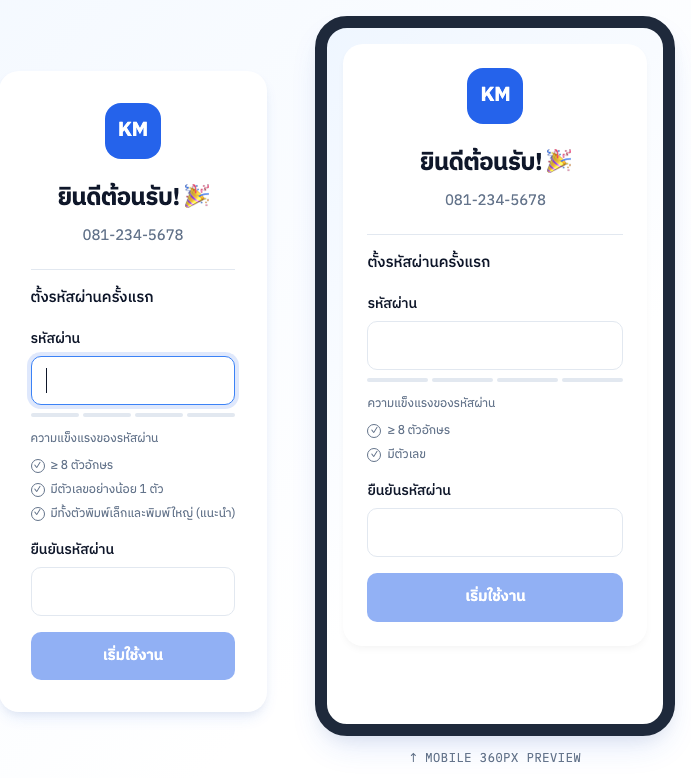 KM
ยินดีต้อนรับ! 🎉
081-234-5678
ตั้งรหัสผ่านครั้งแรก
รหัสผ่าน
ความแข็งแรงของรหัสผ่าน
≥ 8 ตัวอักษร
มีตัวเลขอย่างน้อย 1 ตัว
มีทั้งตัวพิมพ์เล็กและพิมพ์ใหญ่ (แนะนำ)
ยืนยันรหัสผ่าน
เริ่มใช้งาน
KM
ยินดีต้อนรับ! 🎉
081-234-5678
ตั้งรหัสผ่านครั้งแรก
รหัสผ่าน
ความแข็งแรงของรหัสผ่าน
≥ 8 ตัวอักษร
มีตัวเลข
ยืนยันรหัสผ่าน
เริ่มใช้งาน
↑ MOBILE 360PX PREVIEW